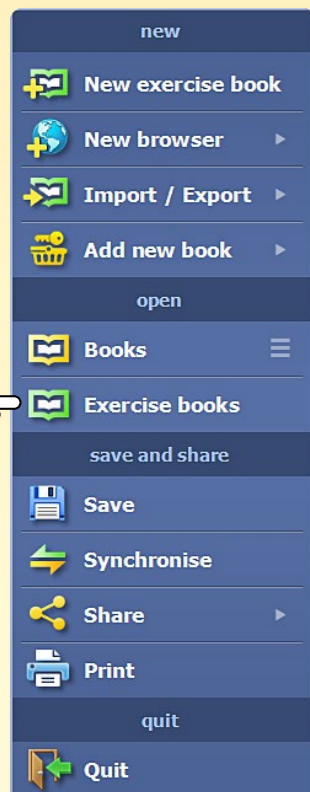 new
New exercise book
New browser
Import / Export
Add new book
open
Books
Exercise books
save and share
Save
Synchronise
Share
Print
quit
Quit